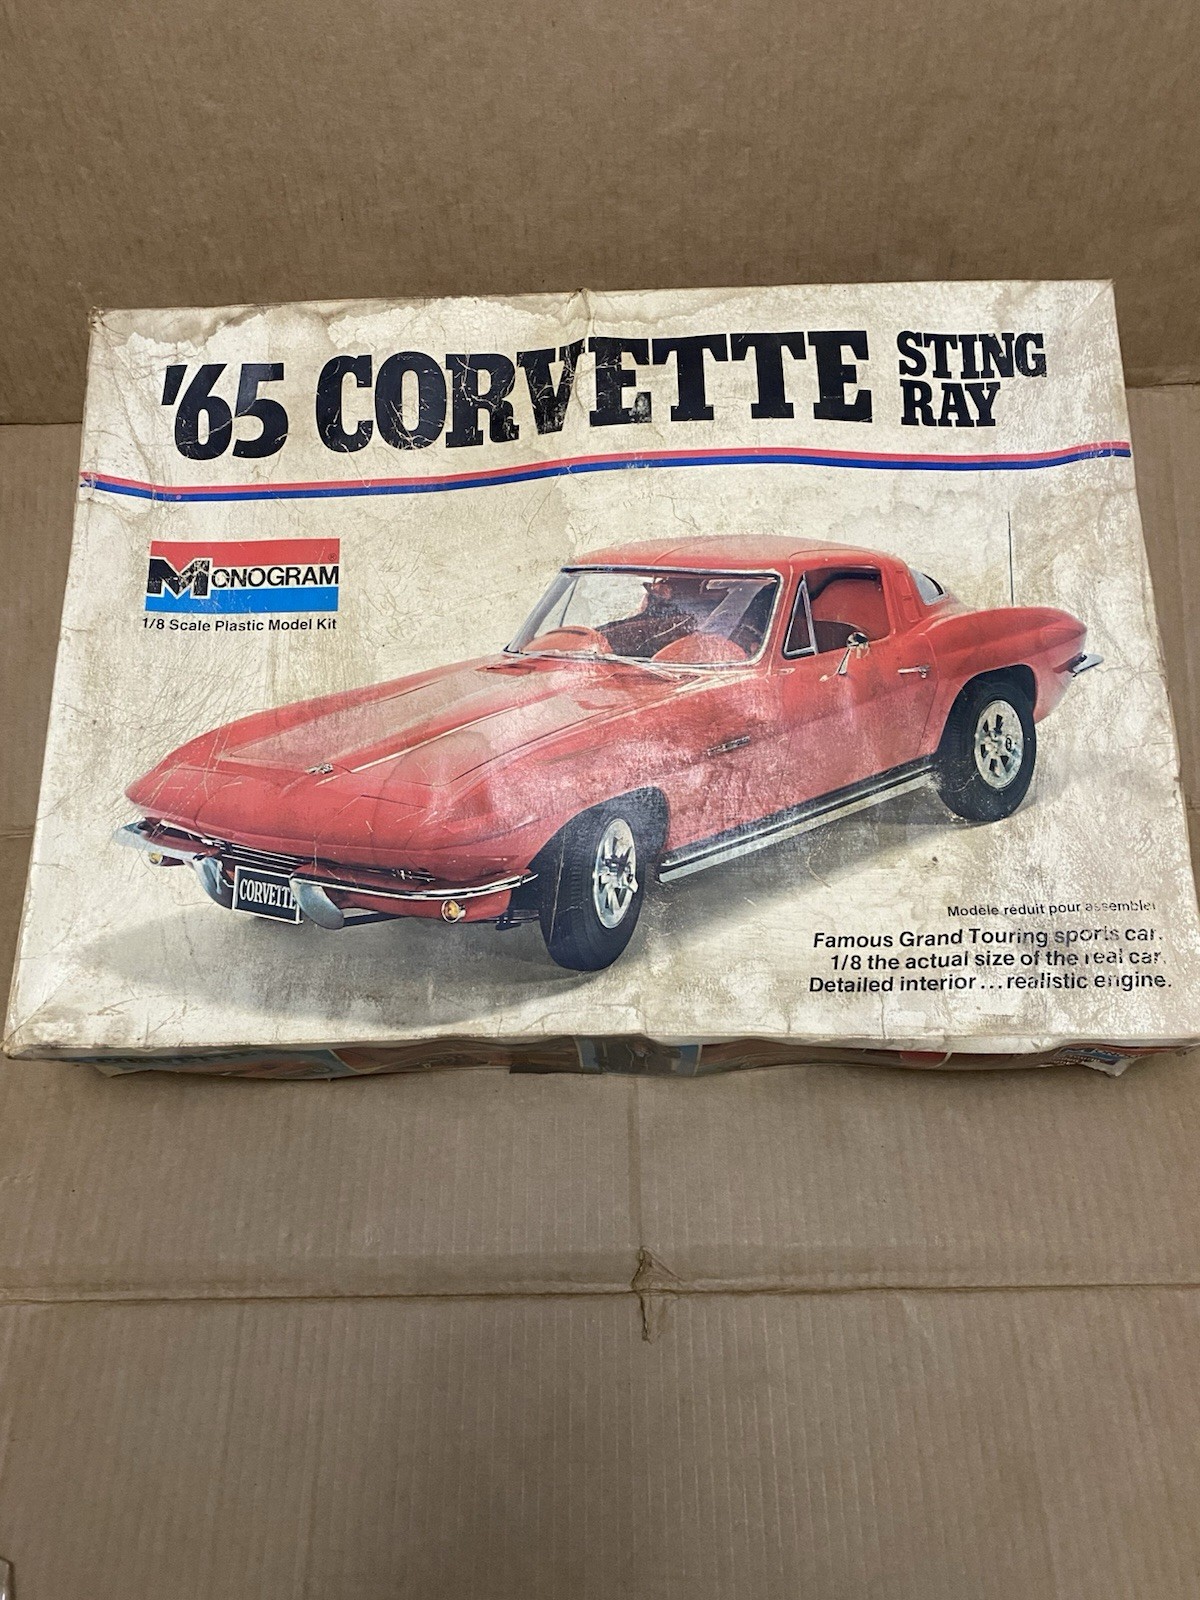 '65 CORVETTE STING RAY
MONOGRAM®
1/8 Scale Plastic Model Kit
CORVETTE
Modèle réduit pour assembler
Famous Grand Touring sports car.
1/8 the actual size of the real car.
Detailed interior...realistic engine.